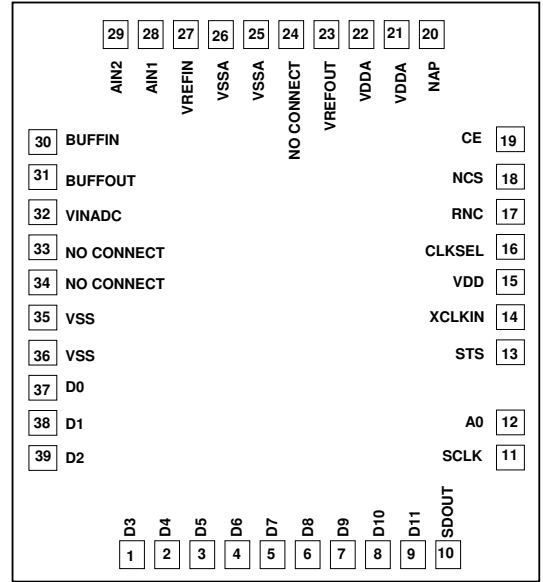 29 28 27 26 25 24 23 22 21 20
AIN2 AIN1 VREFIN VSSA VSSA NO CONNECT VREFOUT VDDA VDDA NAP
30 BUFFIN CE 19
31 BUFFOUT NCS 18
32 VINADC RNC 17
33 NO CONNECT CLKSEL 16
34 NO CONNECT VDD 15
35 VSS XCLKIN 14
36 VSS STS 13
37 D0
38 D1 A0 12
39 D2 SCLK 11
D3 D4 D5 D6 D7 D8 D9 D10 D11 SDOUT
1 2 3 4 5 6 7 8 9 10